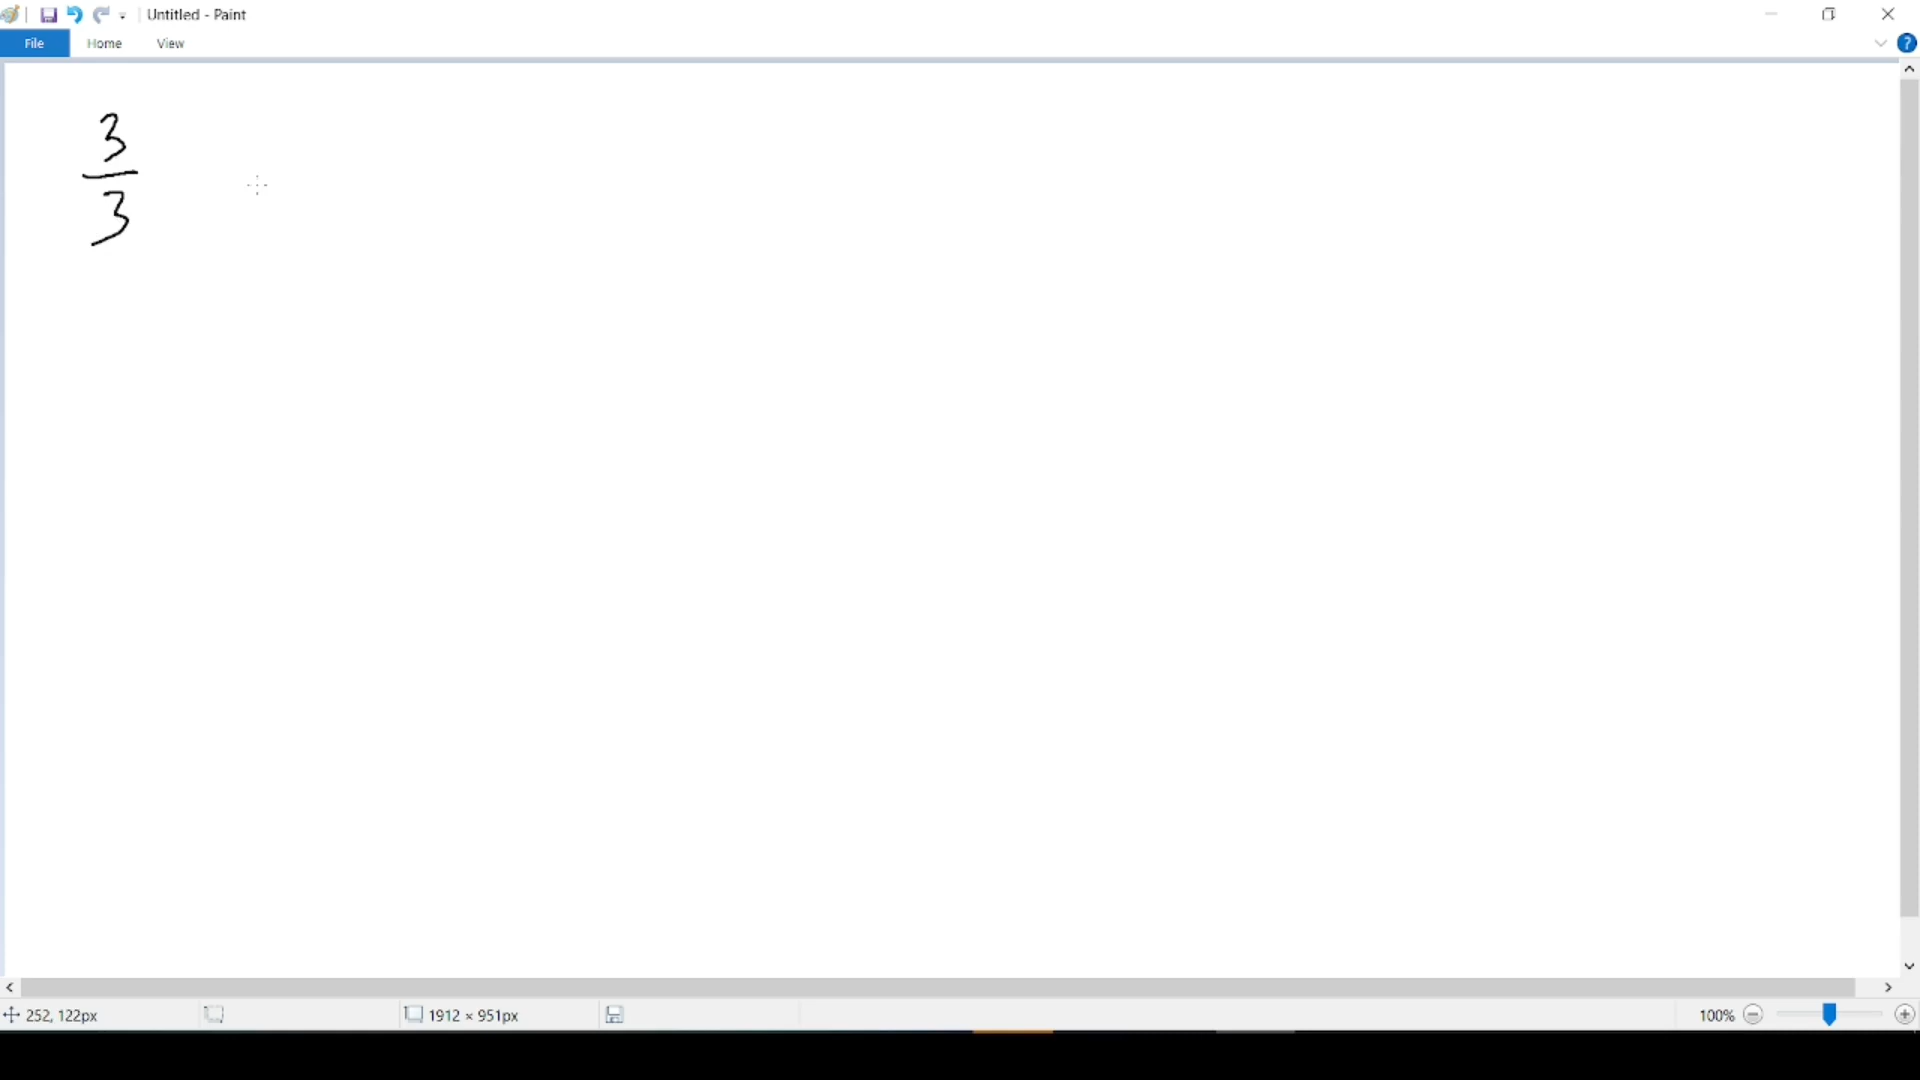 Untitled - Paint
File Home View ?
3
3
252, 122px 1912 × 951px 100%